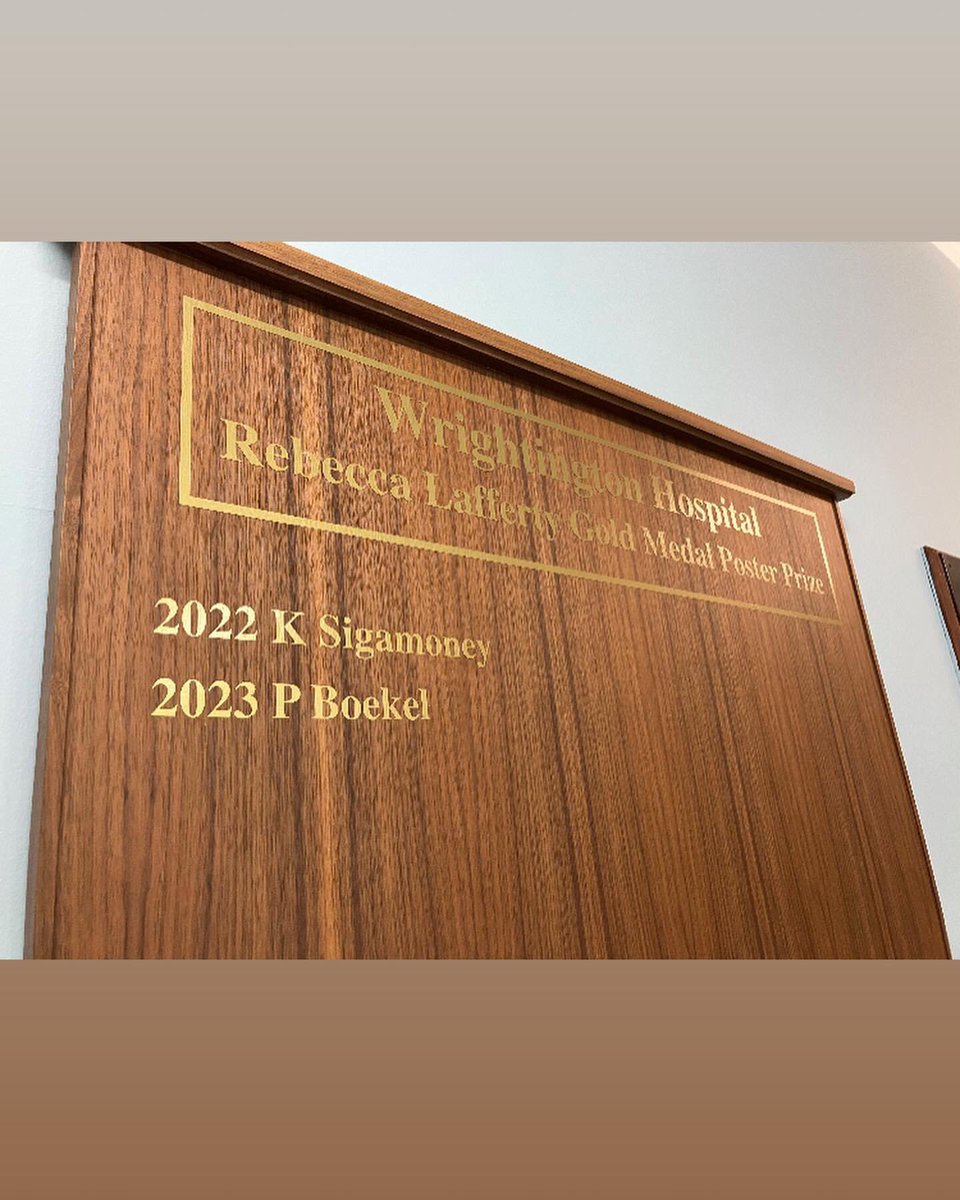 Wrightington Hospital
Rebecca Lafferty Gold Medal Poster Prize
2022 K Sigamoney
2023 P Boekel